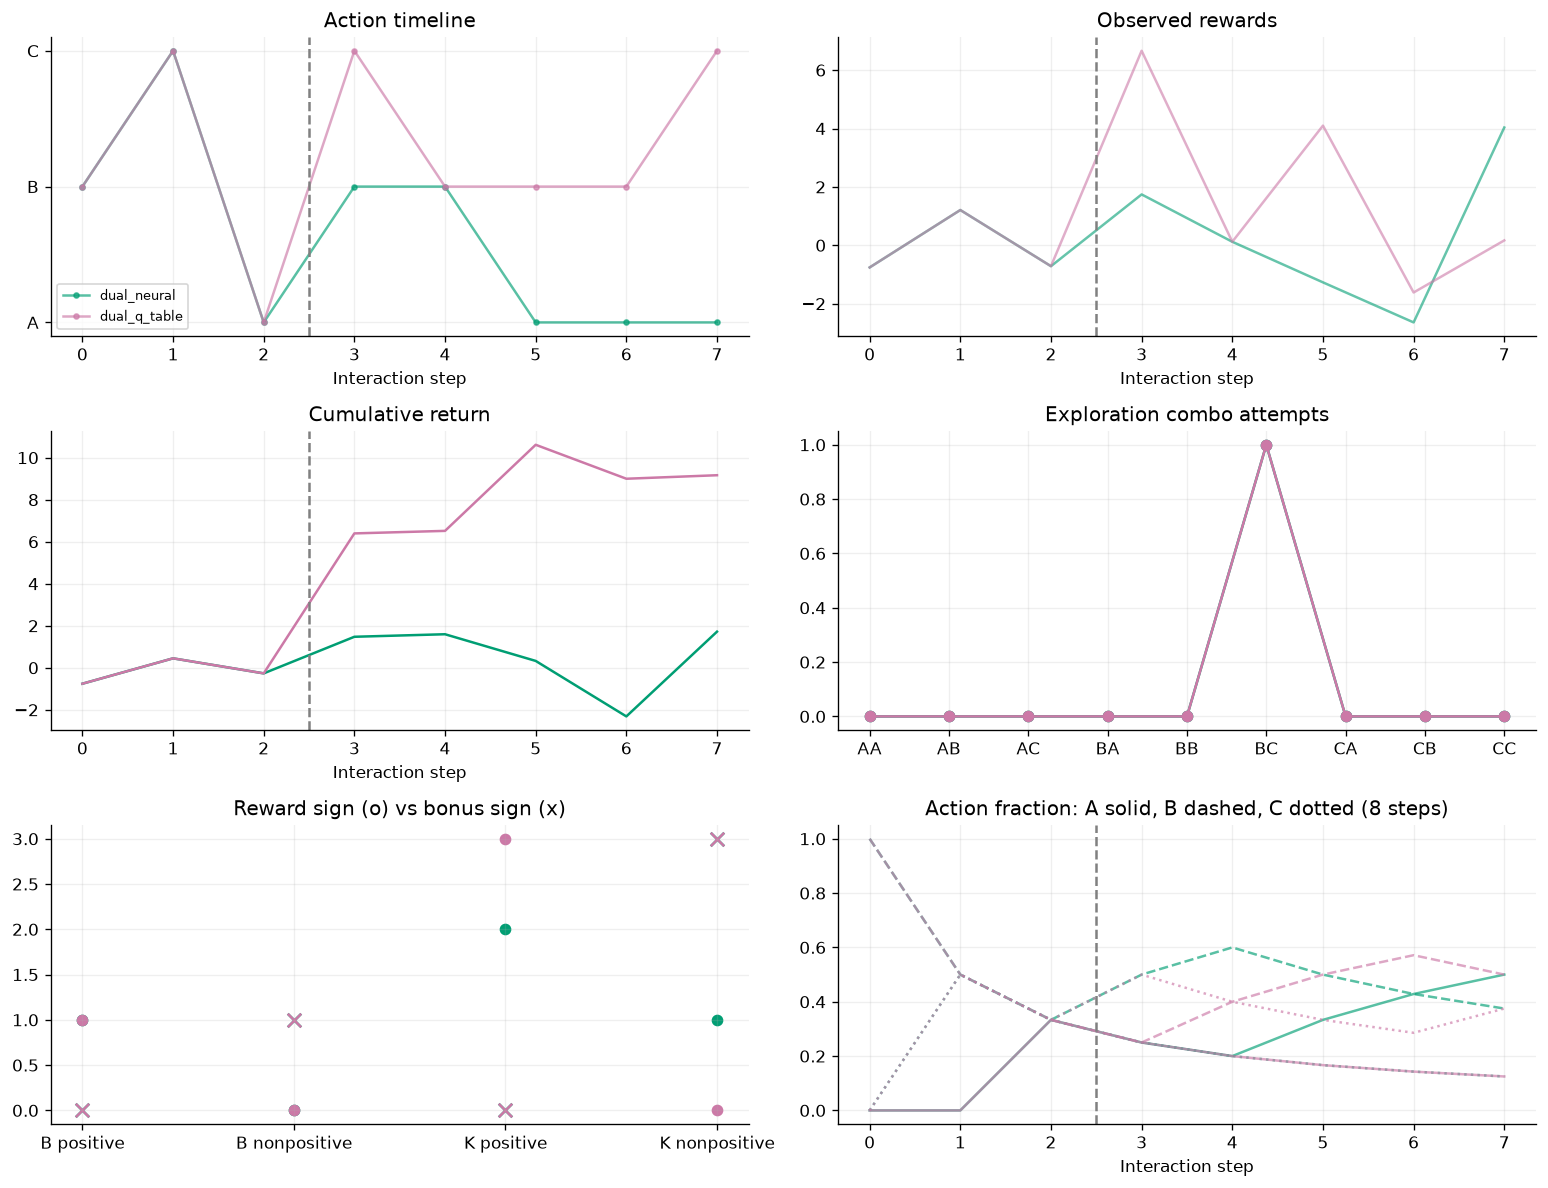 Action timeline
C
B
A
dual_neural
dual_q_table
0 1 2 3 4 5 6 7
Interaction step
Observed rewards
6
4
2
0
−2
0 1 2 3 4 5 6 7
Interaction step
Cumulative return
10
8
6
4
2
0
−2
0 1 2 3 4 5 6 7
Interaction step
Exploration combo attempts
1.0
0.8
0.6
0.4
0.2
0.0
AA AB AC BA BB BC CA CB CC
Reward sign (o) vs bonus sign (x)
3.0
2.5
2.0
1.5
1.0
0.5
0.0
B positive B nonpositive K positive K nonpositive
Action fraction: A solid, B dashed, C dotted (8 steps)
1.0
0.8
0.6
0.4
0.2
0.0
0 1 2 3 4 5 6 7
Interaction step